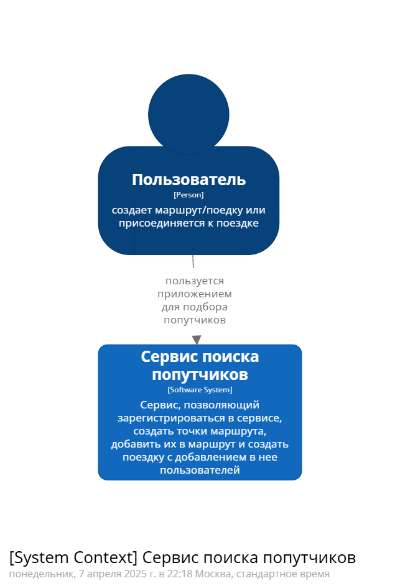 Пользователь
[Person]
создает маршрут/поедку или
присоединяется к поездке
пользуется
приложением
для подбора
попутчиков
Сервис поиска
попутчиков
[Software System]
Сервис, позволяющий
зарегистрироваться в сервисе,
создать точки маршрута,
добавить их в маршрут и создать
поездку с добавлением в нее
пользователей
[System Context] Сервис поиска попутчиков
понедельник, 7 апреля 2025 г. в 22:18 Москва, стандартное время